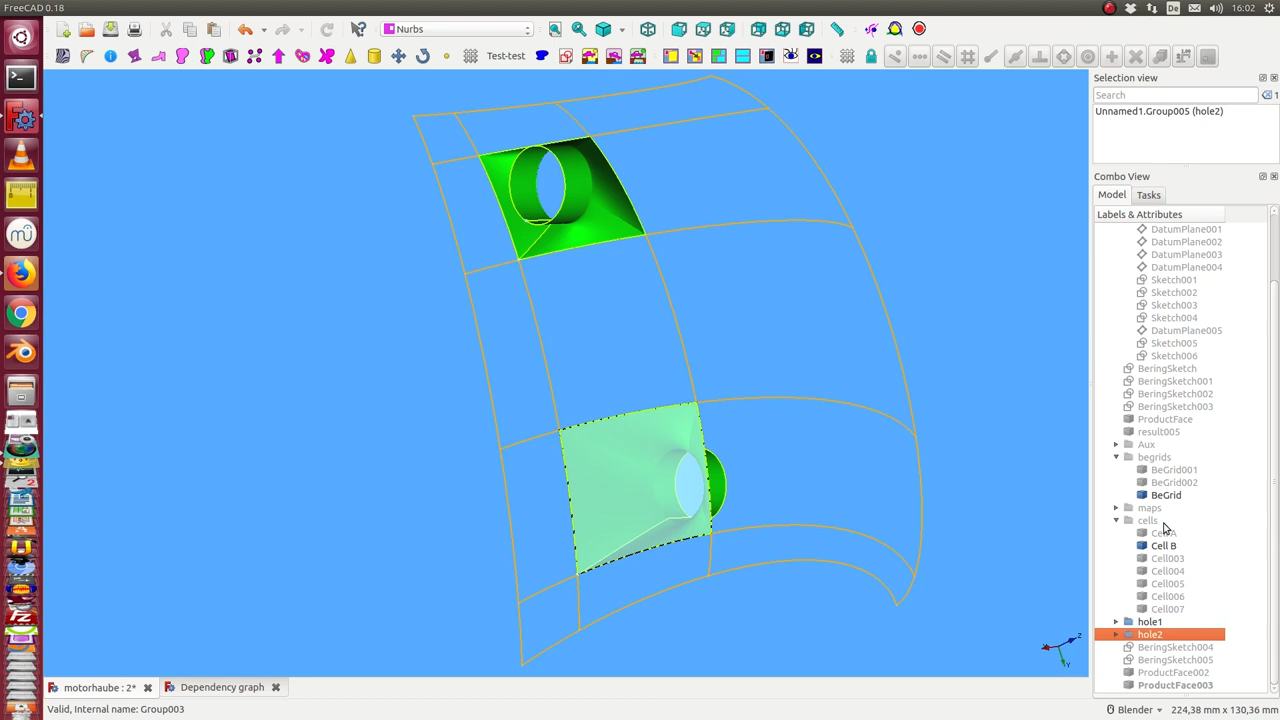 FreeCAD 0.18
De
16:02
Nurbs
Test-test
Selection view
Search
1
Unnamed1.Group005 (hole2)
Combo View
Model
Tasks
Labels & Attributes
DatumPlane001
DatumPlane002
DatumPlane003
DatumPlane004
Sketch001
Sketch002
Sketch003
Sketch004
DatumPlane005
Sketch005
Sketch006
BeringSketch
BeringSketch001
BeringSketch002
BeringSketch003
ProductFace
result005
Aux
begrids
BeGrid001
BeGrid002
BeGrid
maps
cells
Cell A
Cell B
Cell003
Cell004
Cell005
Cell006
Cell007
hole1
hole2
BeringSketch004
BeringSketch005
ProductFace002
ProductFace003
Z
Y
motorhaube : 2*
Dependency graph
Valid, Internal name: Group003
Blender
224,38 mm x 130,36 mm